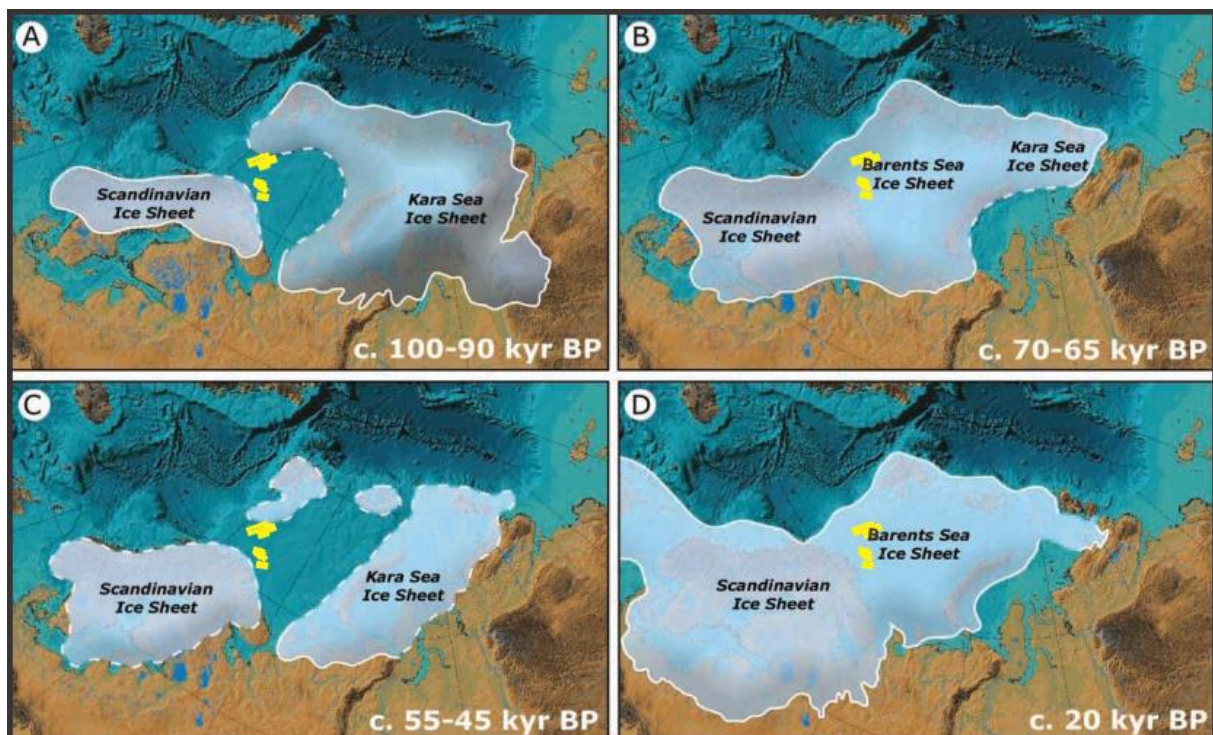 A
Scandinavian
Ice Sheet
Kara Sea
Ice Sheet
c. 100-90 kyr BP
B
Kara Sea
Ice Sheet
Barents Sea
Ice Sheet
Scandinavian
Ice Sheet
c. 70-65 kyr BP
C
Scandinavian
Ice Sheet
Kara Sea
Ice Sheet
c. 55-45 kyr BP
D
Barents Sea
Ice Sheet
Scandinavian
Ice Sheet
c. 20 kyr BP